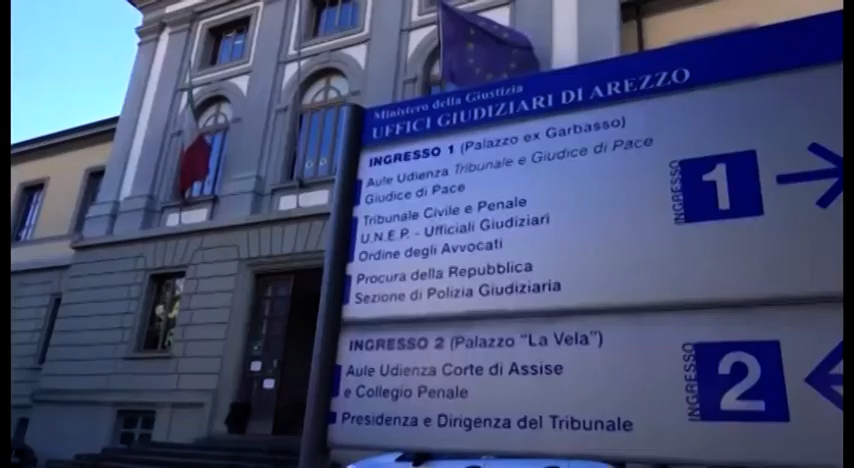 Ministero della Giustizia
UFFICI GIUDIZIARI DI AREZZO
INGRESSO 1 (Palazzo ex Garbasso)
Aule Udienza Tribunale e Giudice di Pace
Giudice di Pace
Tribunale Civile e Penale
U.N.E.P. - Ufficiali Giudiziari
Ordine degli Avvocati
Procura della Repubblica
Sezione di Polizia Giudiziaria
INGRESSO
1
INGRESSO 2 (Palazzo "La Vela")
Aule Udienza Corte di Assise
e Collegio Penale
Presidenza e Dirigenza del Tribunale
INGRESSO
2